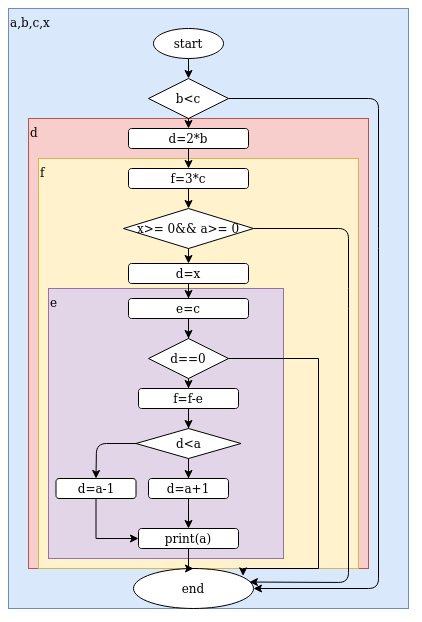 a,b,c,x
start
b<c
d
d=2*b
f
f=3*c
x>= 0&& a>= 0
d=x
e
e=c
d==0
f=f-e
d<a
d=a-1
d=a+1
print(a)
end